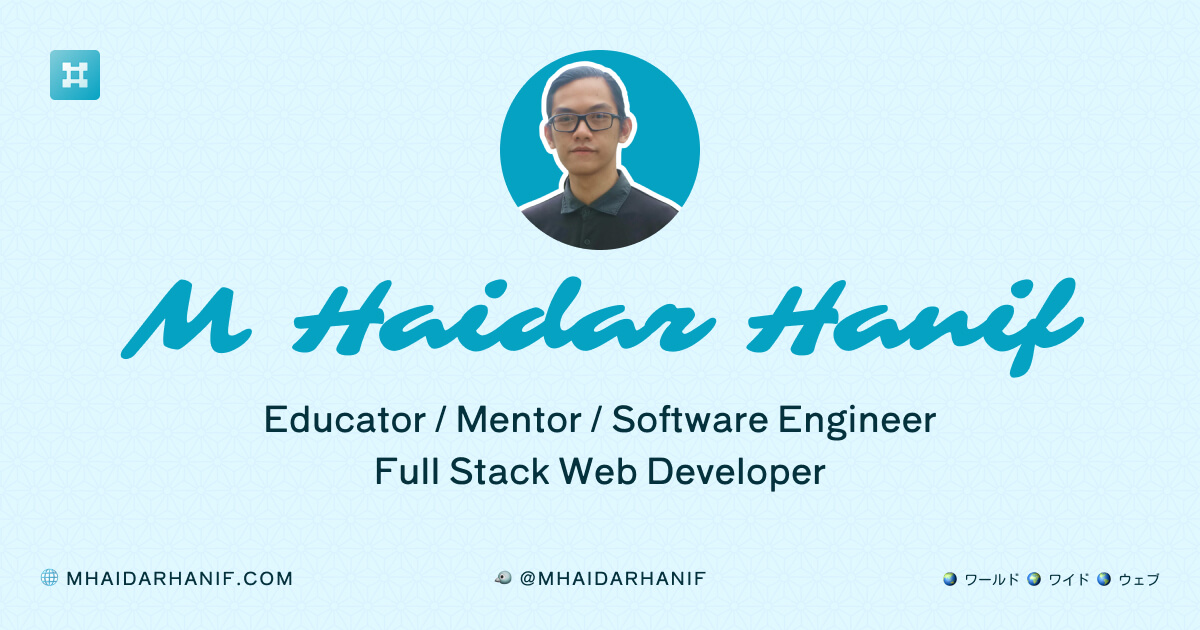 M Haidar Hanif
Educator / Mentor / Software Engineer
Full Stack Web Developer
MHAIDARHANIF.COM
@MHAIDARHANIF
ワールド ワイド ウェブ